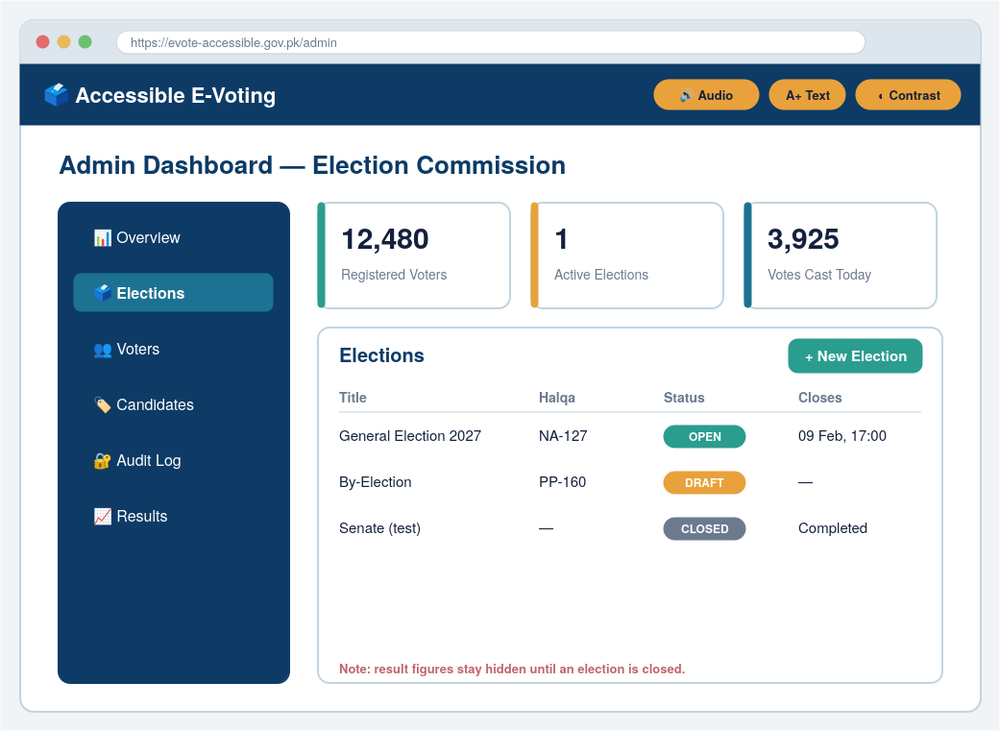 https://evote-accessible.gov.pk/admin
🗳️ Accessible E-Voting
🔊 Audio
A+ Text
Contrast
Admin Dashboard — Election Commission
📊 Overview
🗳️ Elections
👥 Voters
🏷️ Candidates
🔐 Audit Log
📈 Results
12,480
Registered Voters
1
Active Elections
3,925
Votes Cast Today
Elections
+ New Election
Title Halqa Status Closes
General Election 2027 NA-127 OPEN 09 Feb, 17:00
By-Election PP-160 DRAFT —
Senate (test) — CLOSED Completed
Note: result figures stay hidden until an election is closed.